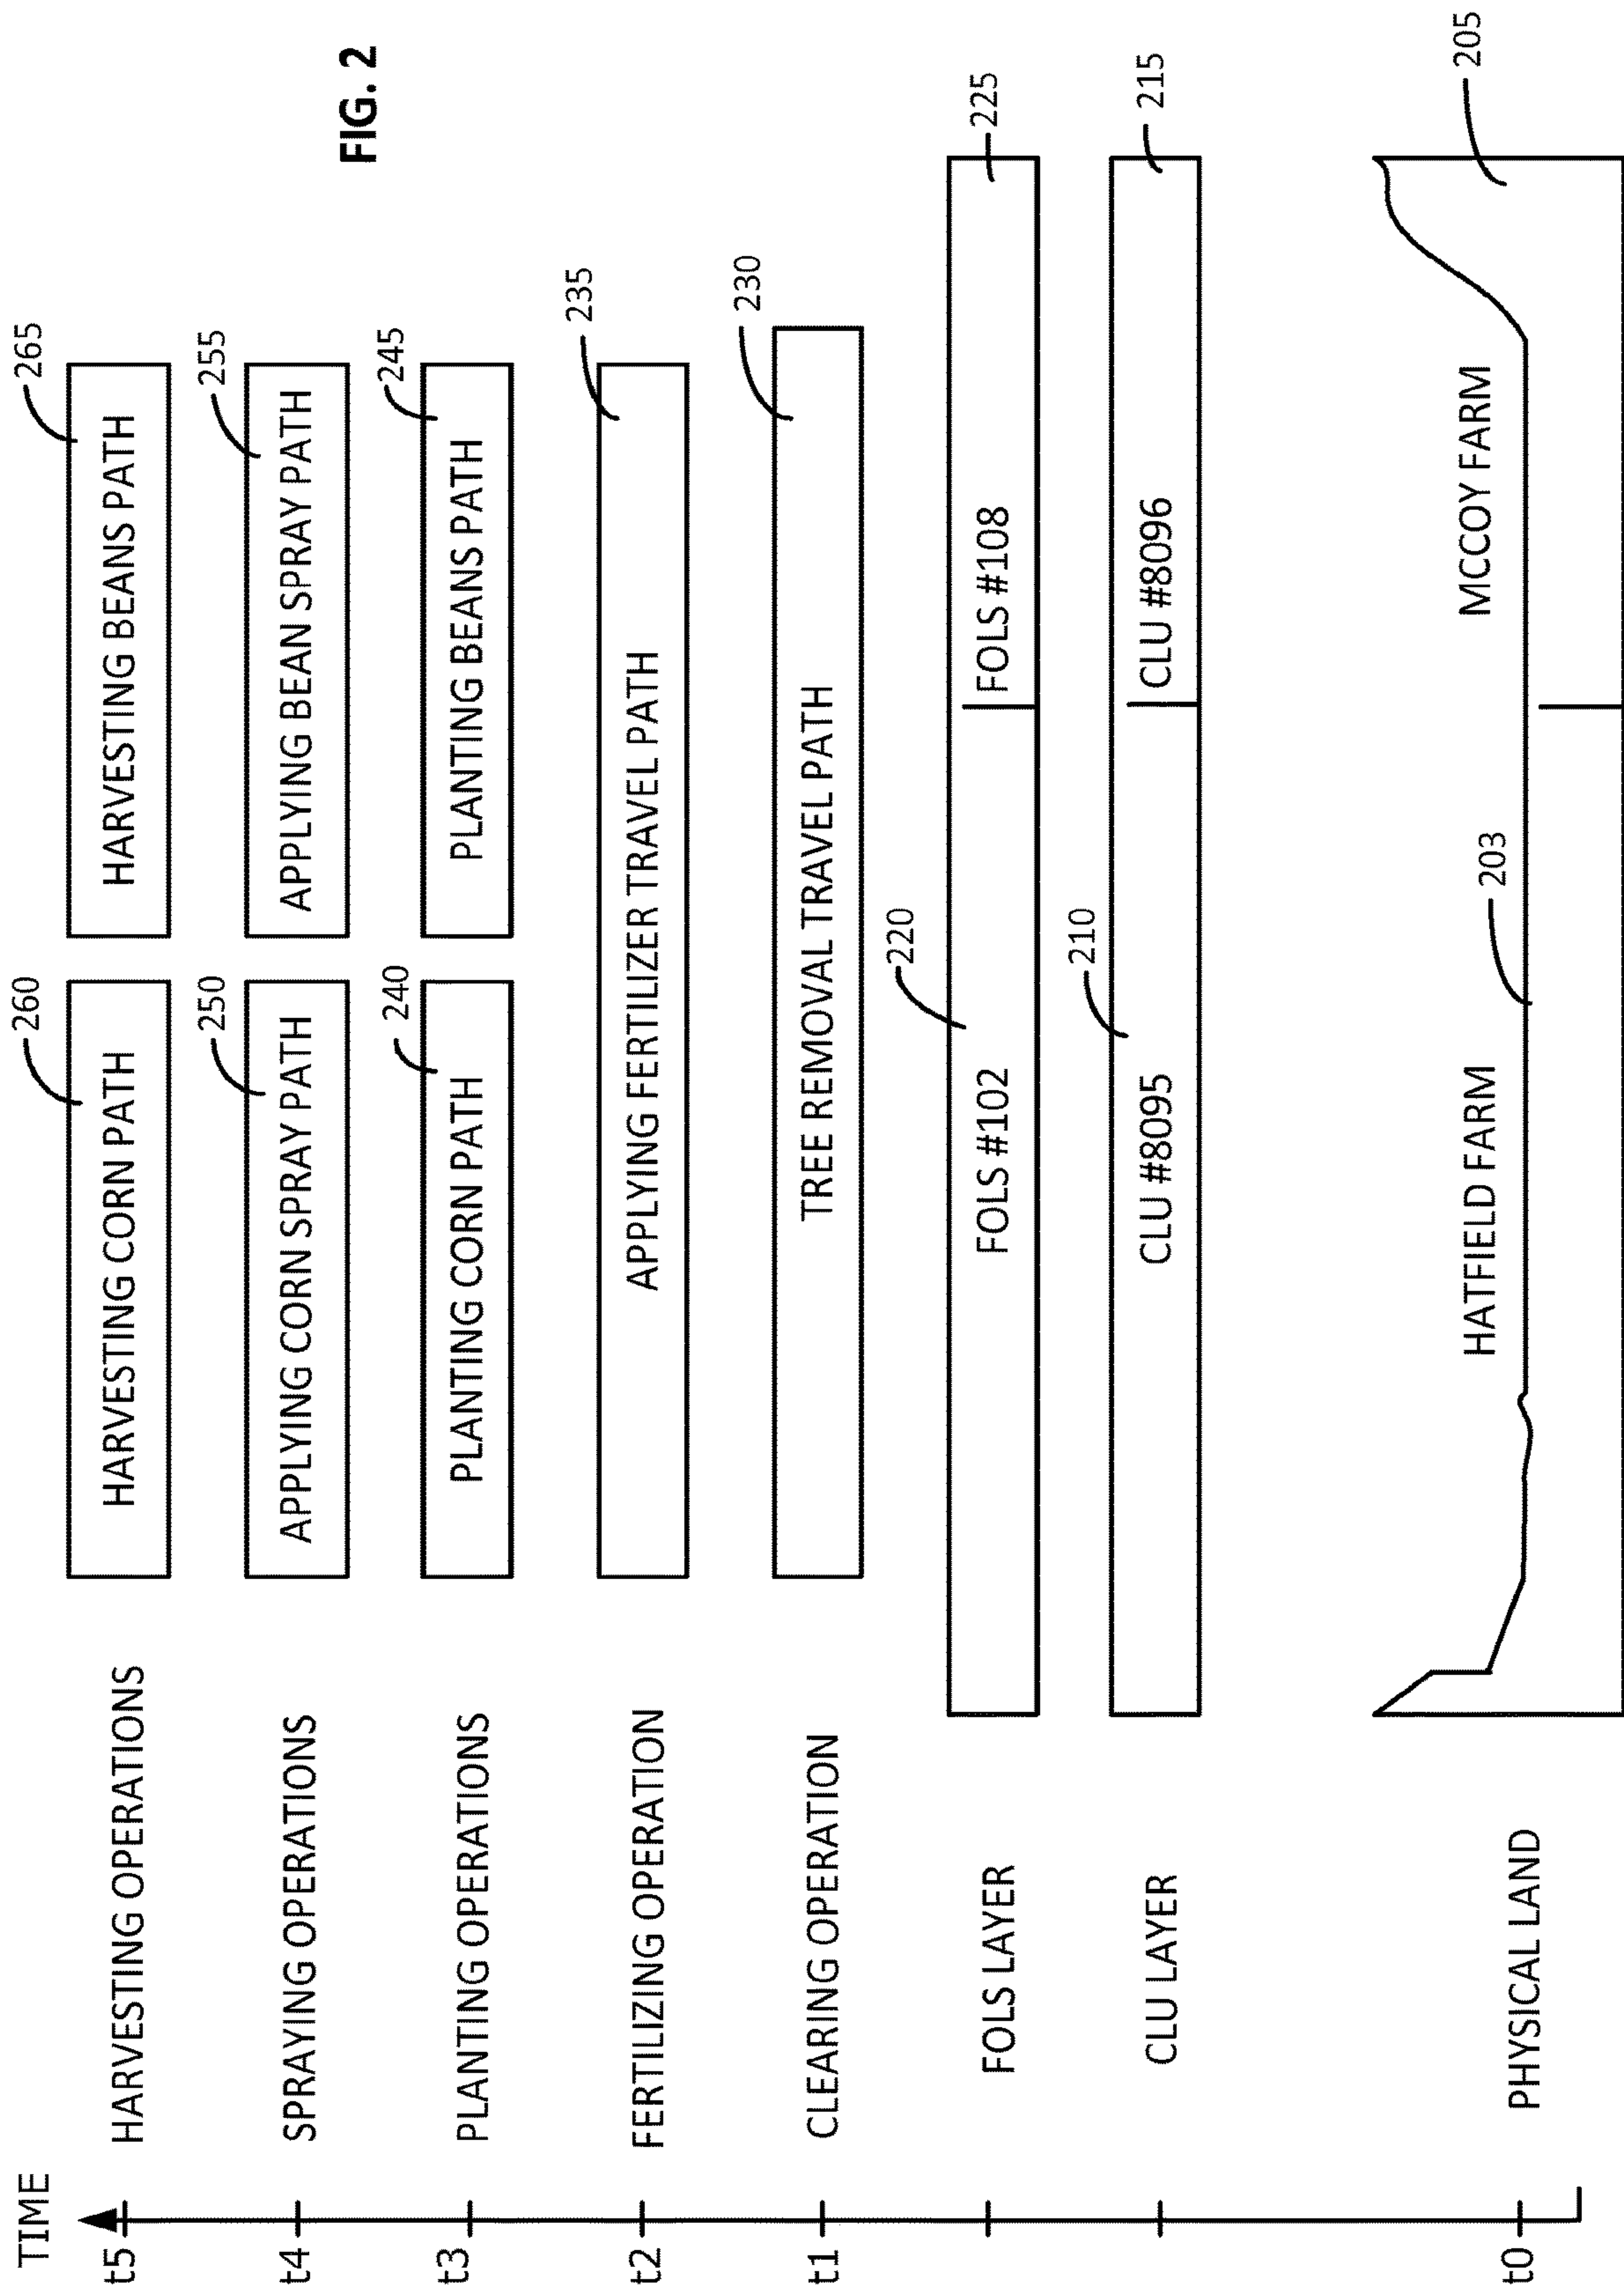 FIG. 2
TIME
t5
HARVESTING OPERATIONS
HARVESTING CORN PATH
260
HARVESTING BEANS PATH
265
t4
SPRAYING OPERATIONS
APPLYING CORN SPRAY PATH
250
APPLYING BEAN SPRAY PATH
255
t3
PLANTING OPERATIONS
PLANTING CORN PATH
240
PLANTING BEANS PATH
245
t2
FERTILIZING OPERATION
APPLYING FERTILIZER TRAVEL PATH
235
t1
CLEARING OPERATION
TREE REMOVAL TRAVEL PATH
230
FOLS LAYER
FOLS #102
220
FOLS #108
225
CLU LAYER
CLU #8095
210
CLU #8096
215
t0
PHYSICAL LAND
HATFIELD FARM
203
MCCOY FARM
205